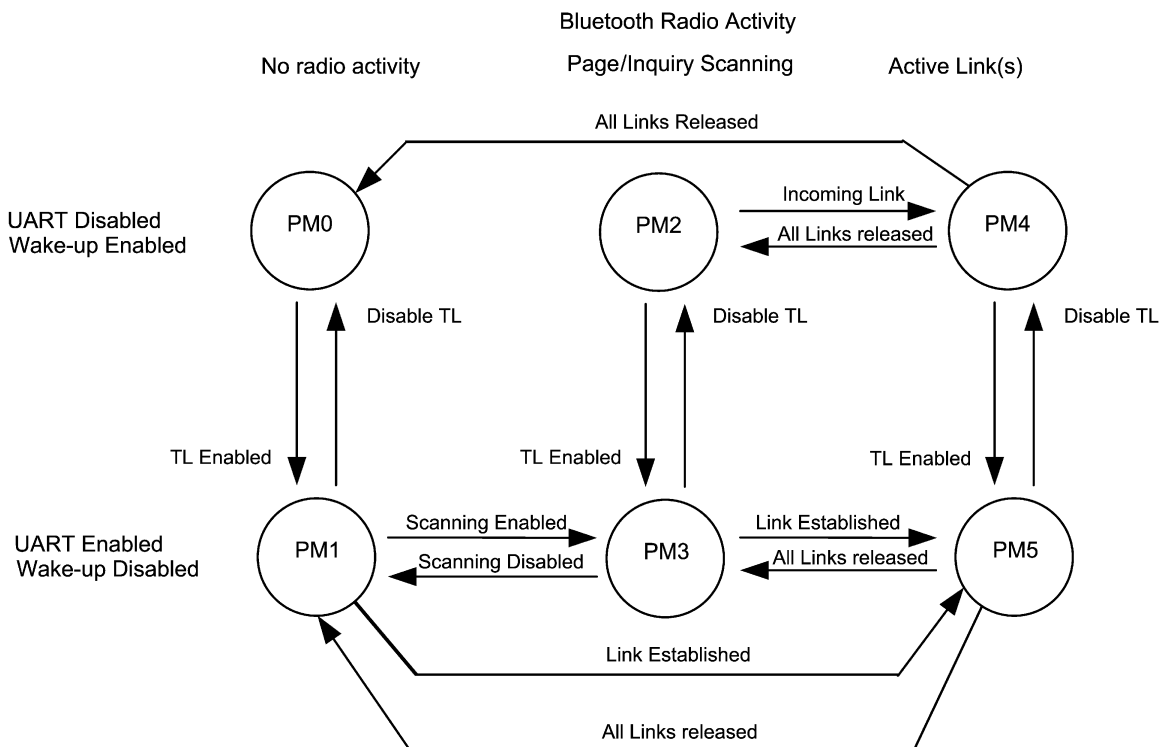 Bluetooth Radio Activity
No radio activity
Page/Inquiry Scanning
Active Link(s)
All Links Released
UART Disabled
Wake-up Enabled
PM0
PM2
Incoming Link
All Links released
PM4
Disable TL
Disable TL
Disable TL
TL Enabled
TL Enabled
TL Enabled
UART Enabled
Wake-up Disabled
PM1
Scanning Enabled
Scanning Disabled
PM3
Link Established
All Links released
PM5
Link Established
All Links released